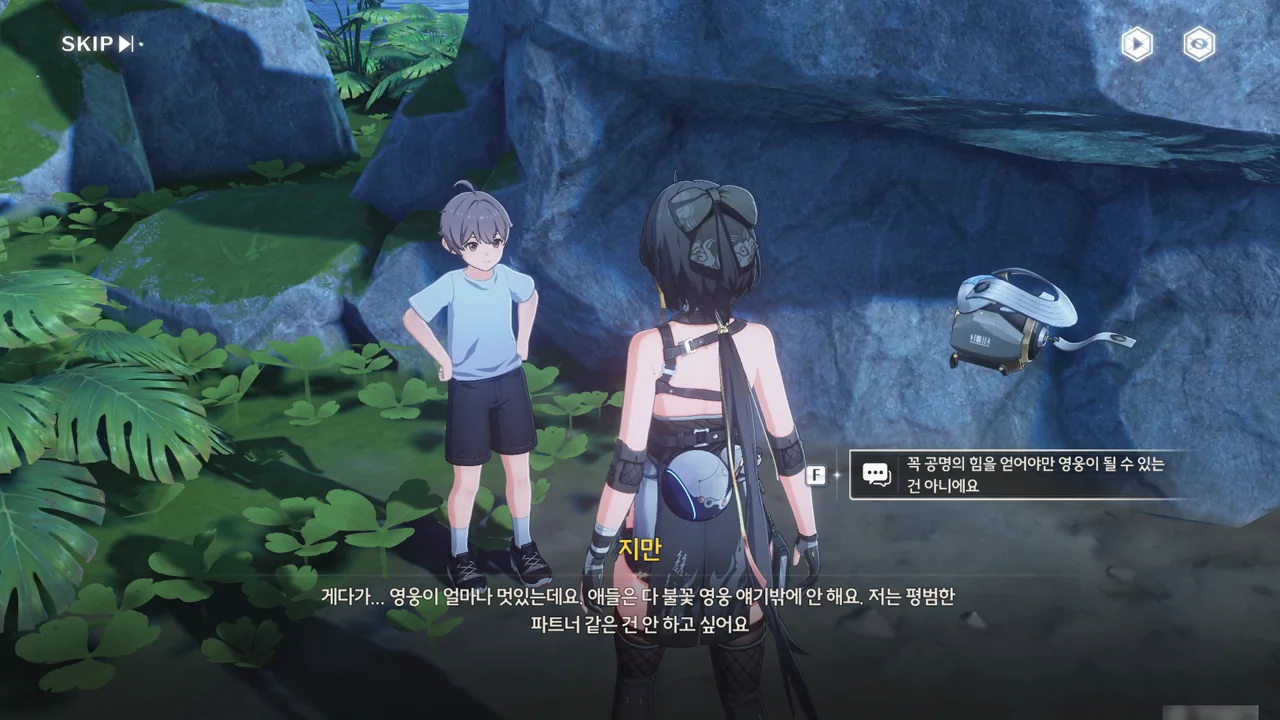 SKIP
F
꼭 공명의 힘을 얻어야만 영웅이 될 수 있는
건 아니에요
지만
게다가... 영웅이 얼마나 멋있는데요. 애들은 다 불꽃 영웅 얘기밖에 안 해요. 저는 평범한
파트너 같은 건 안 하고 싶어요